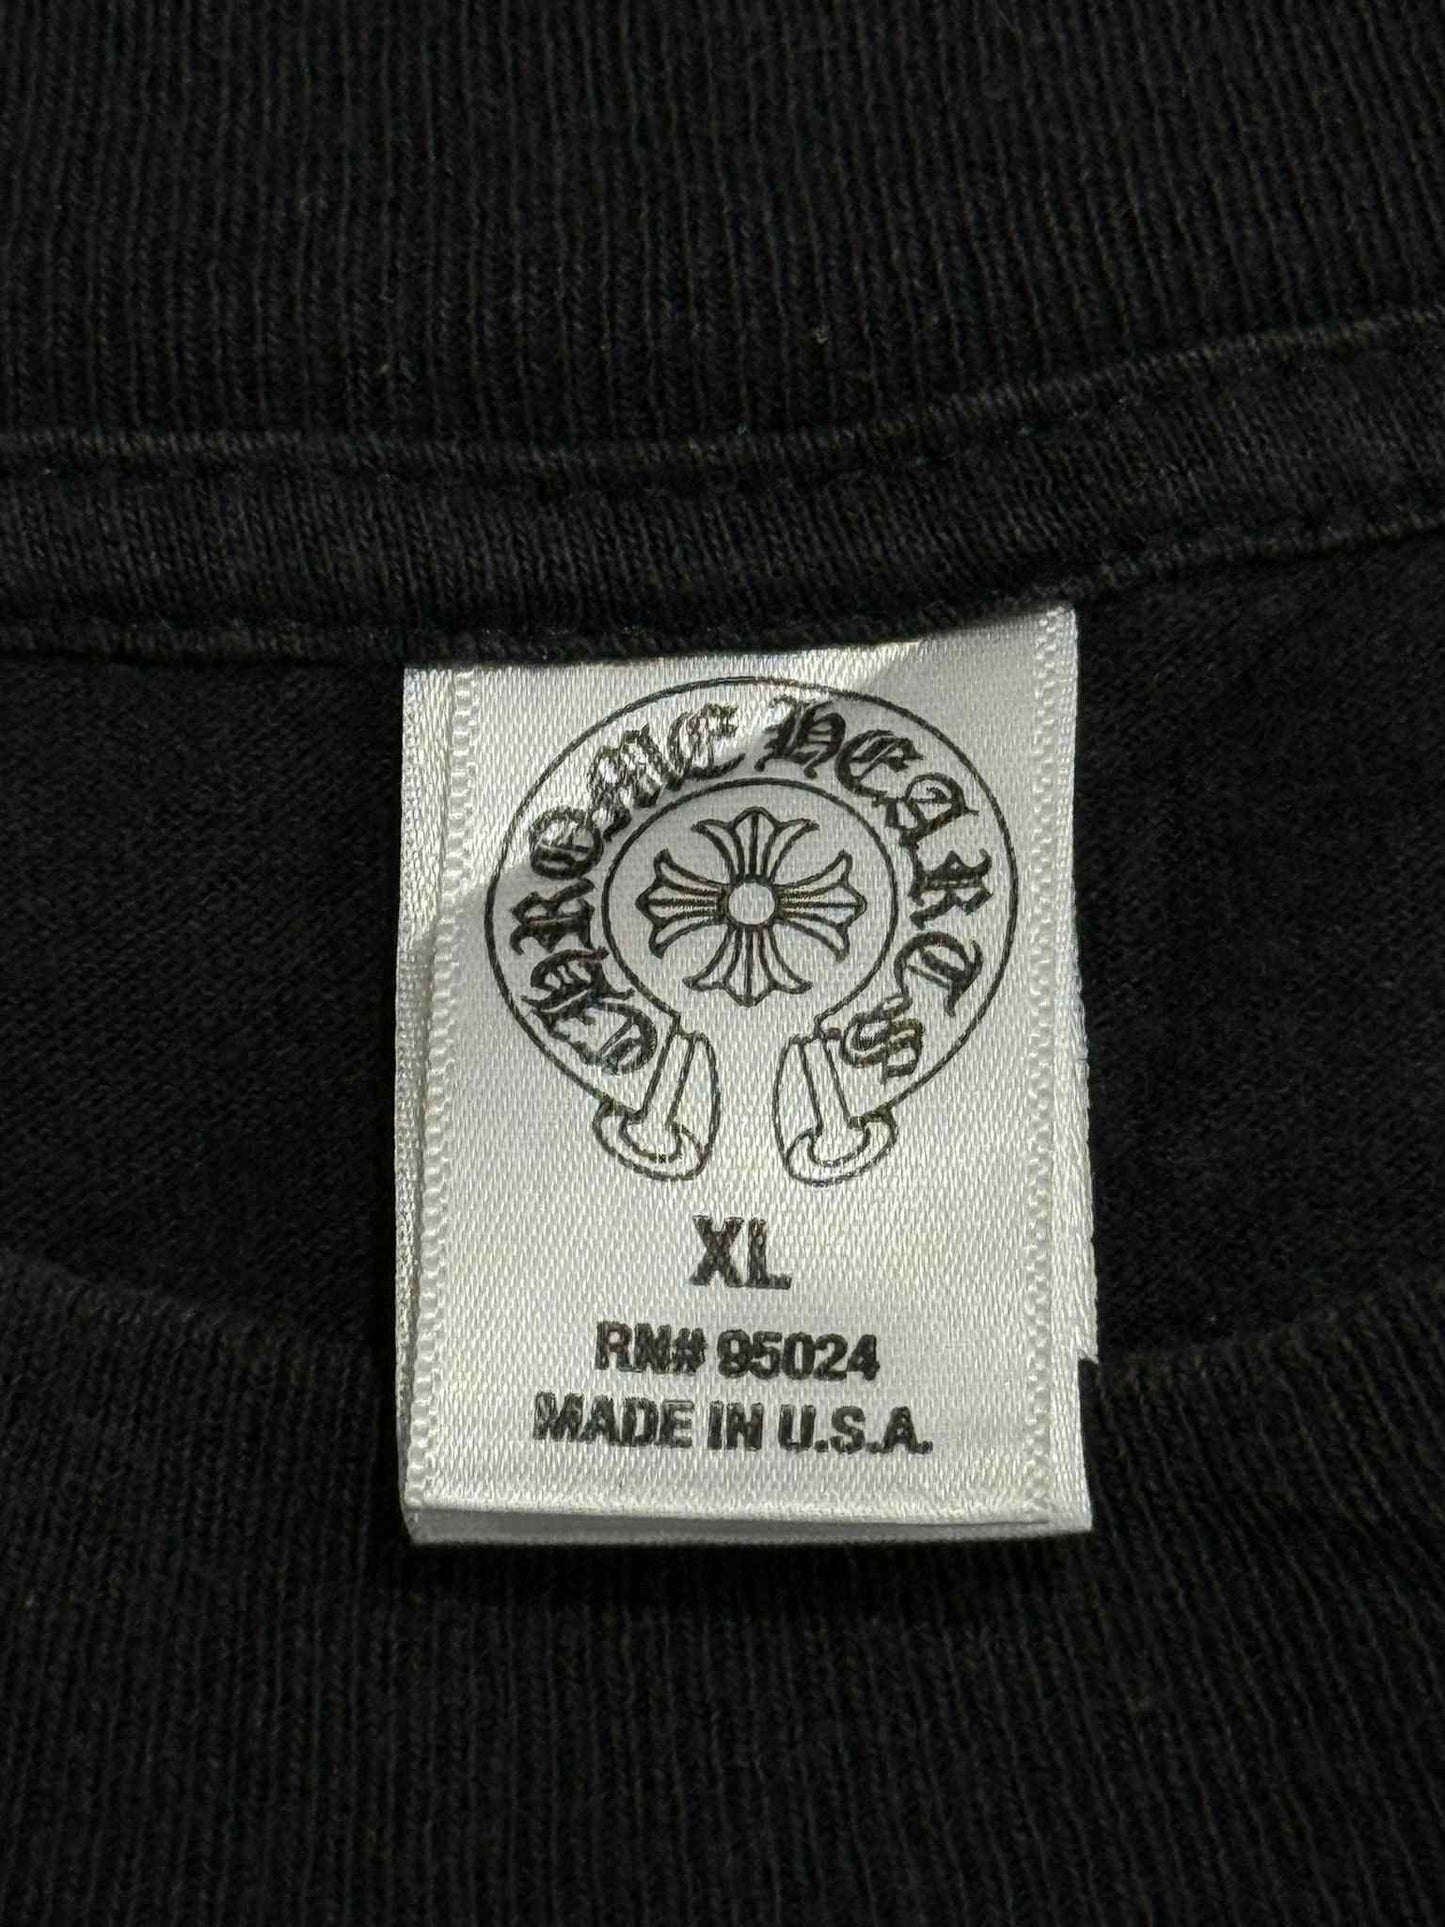 CHROME HEARTS
XL
RN# 95024
MADE IN U.S.A.